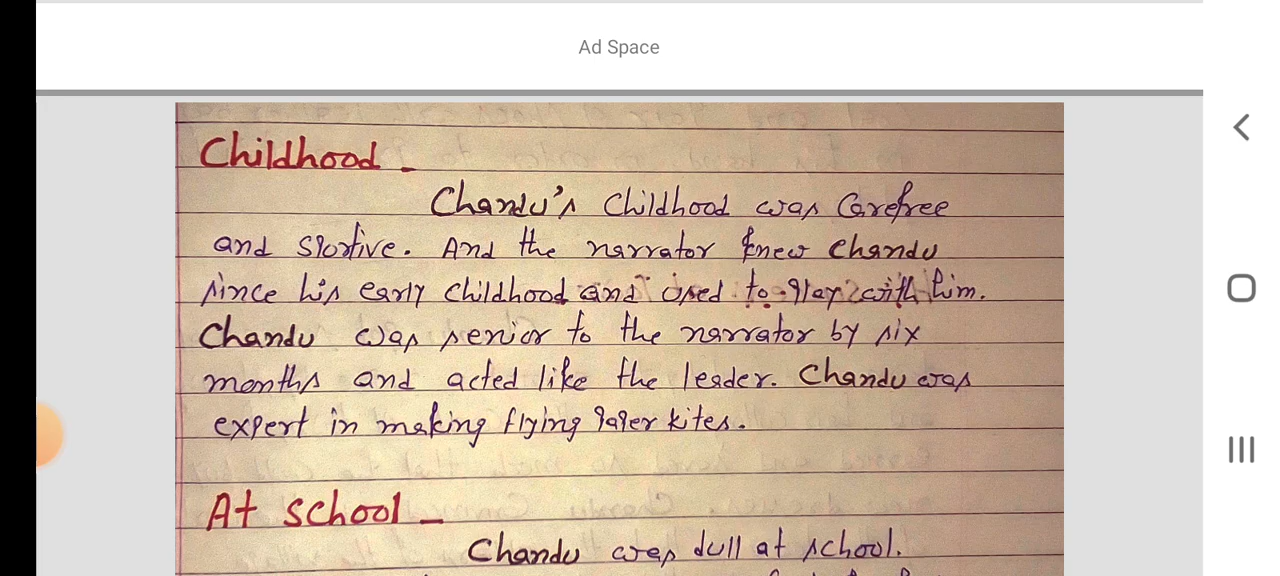 Ad Space
Childhood -
Chandu's Childhood was Carefree
and sportive. And the narrator knew Chandu
since his early childhood and used to play with him.
Chandu was senior to the narrator by six
months and acted like the leader. Chandu was
expert in making flying paper kites.
At school -
Chandu was dull at school.